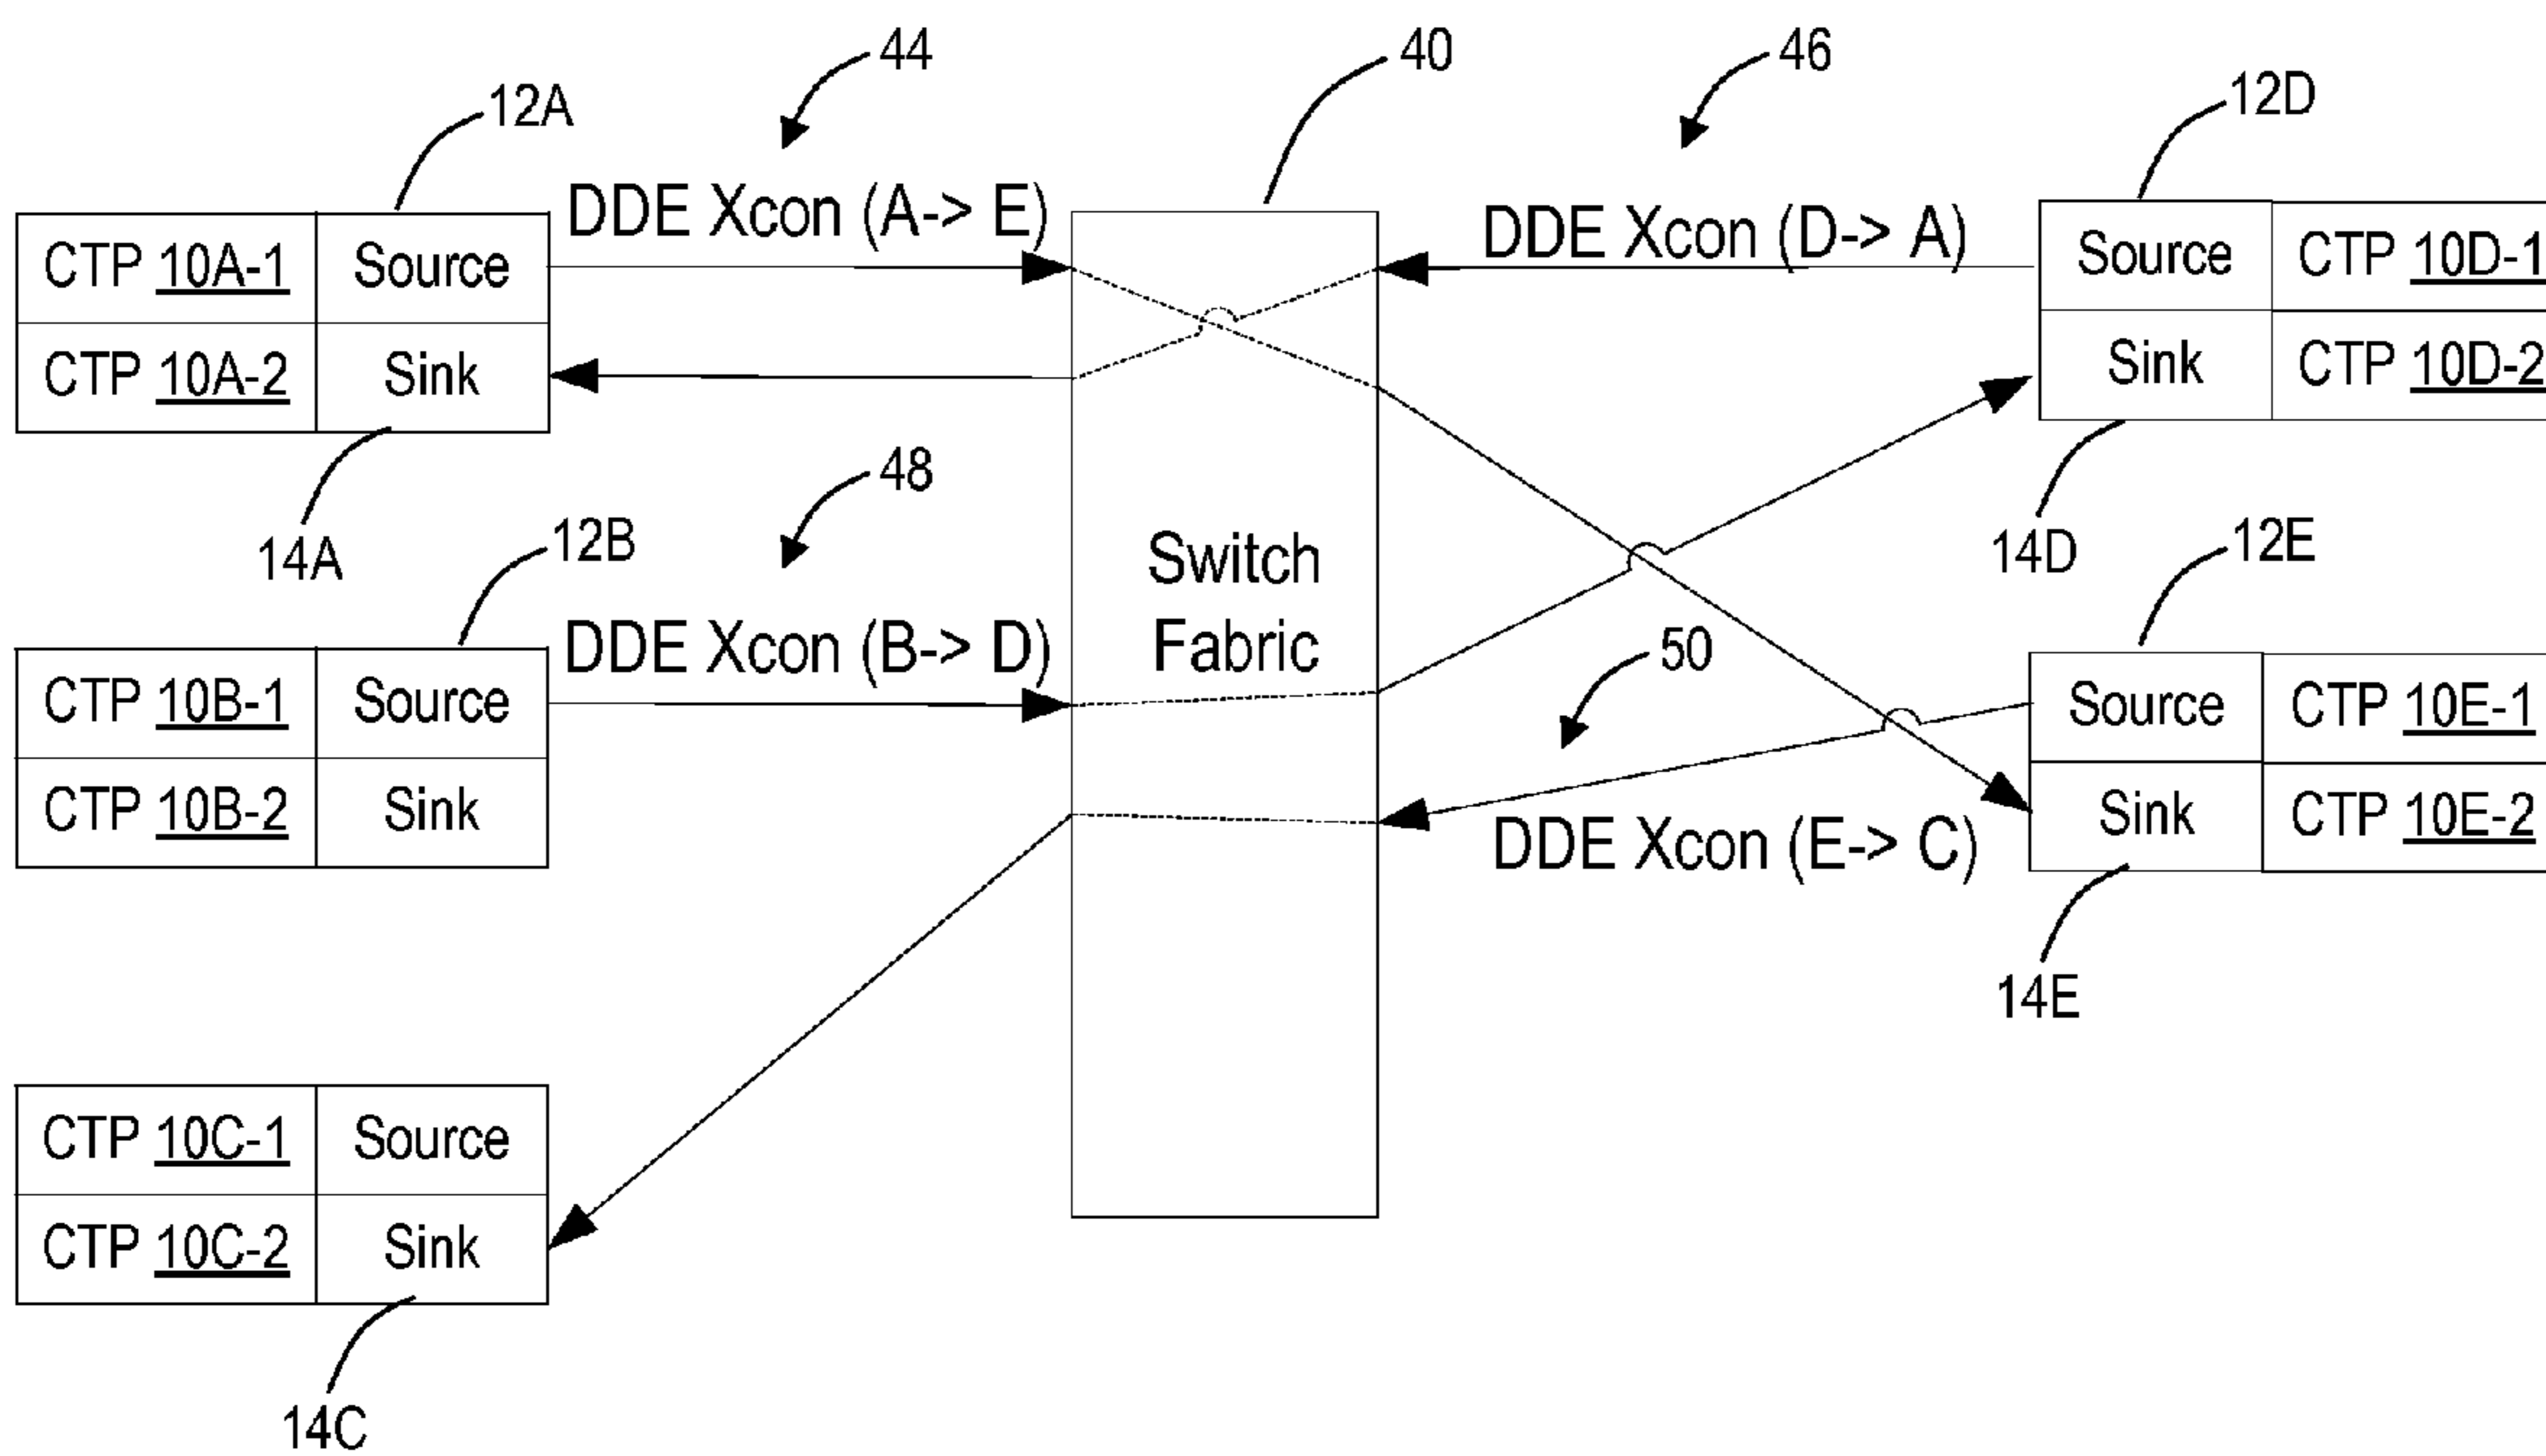 44
40
46
12A
12D
DDE Xcon (A-> E)
DDE Xcon (D-> A)
CTP 10A-1 Source
CTP 10A-2 Sink
Source CTP 10D-1
Sink CTP 10D-2
48
14A
12B
14D
12E
Switch
Fabric
DDE Xcon (B-> D)
50
CTP 10B-1 Source
CTP 10B-2 Sink
Source CTP 10E-1
Sink CTP 10E-2
DDE Xcon (E-> C)
14E
CTP 10C-1 Source
CTP 10C-2 Sink
14C